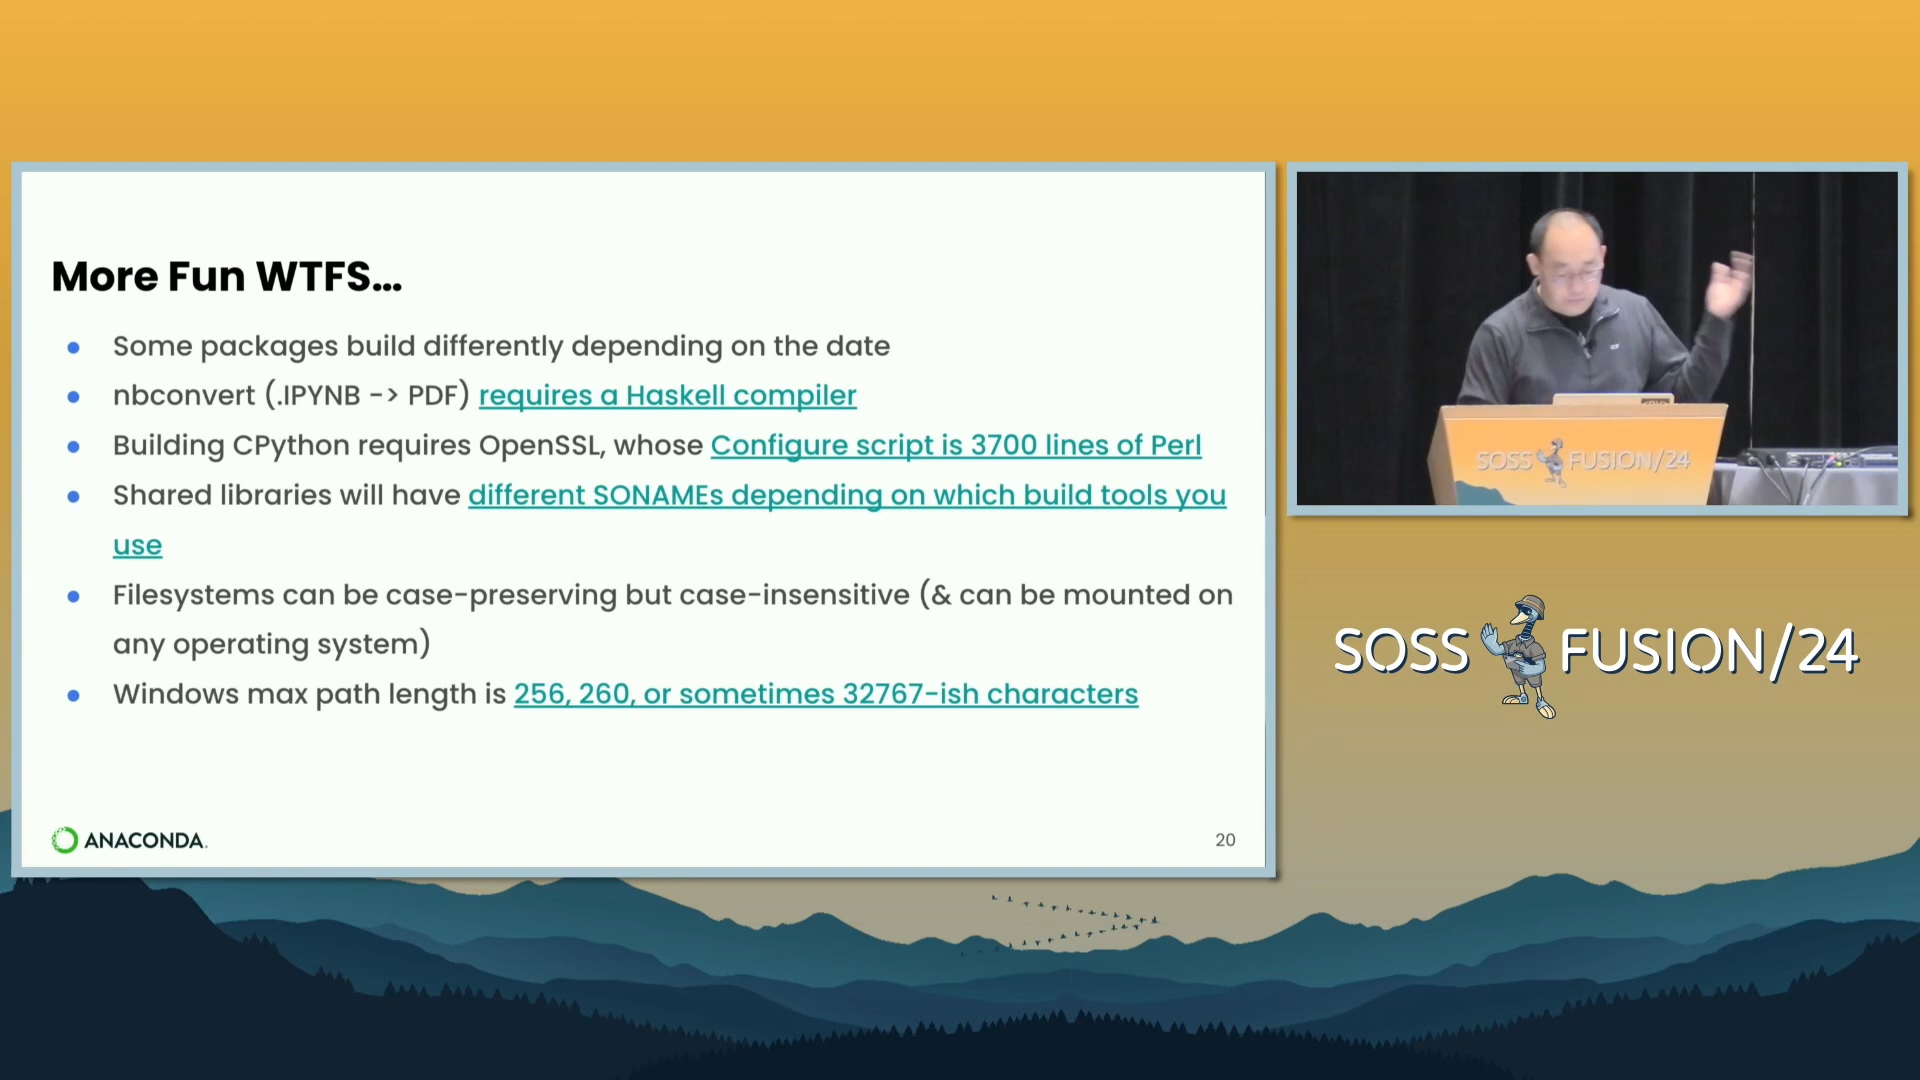 More Fun WTFS...
● Some packages build differently depending on the date
● nbconvert (.IPYNB -> PDF) requires a Haskell compiler
● Building CPython requires OpenSSL, whose Configure script is 3700 lines of Perl
● Shared libraries will have different SONAMEs depending on which build tools you
use
● Filesystems can be case-preserving but case-insensitive (& can be mounted on
any operating system)
● Windows max path length is 256, 260, or sometimes 32767-ish characters
ANACONDA.
20
SOSS FUSION/24
SOSS FUSION/24